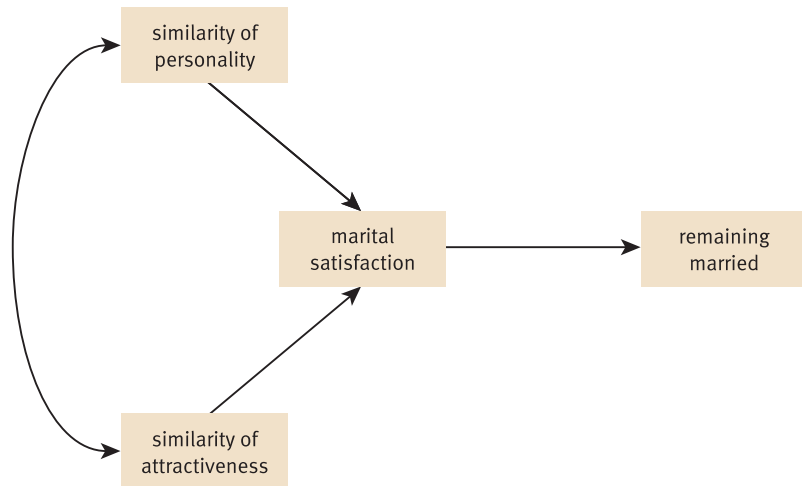 similarity of
personality
marital
satisfaction
remaining
married
similarity of
attractiveness